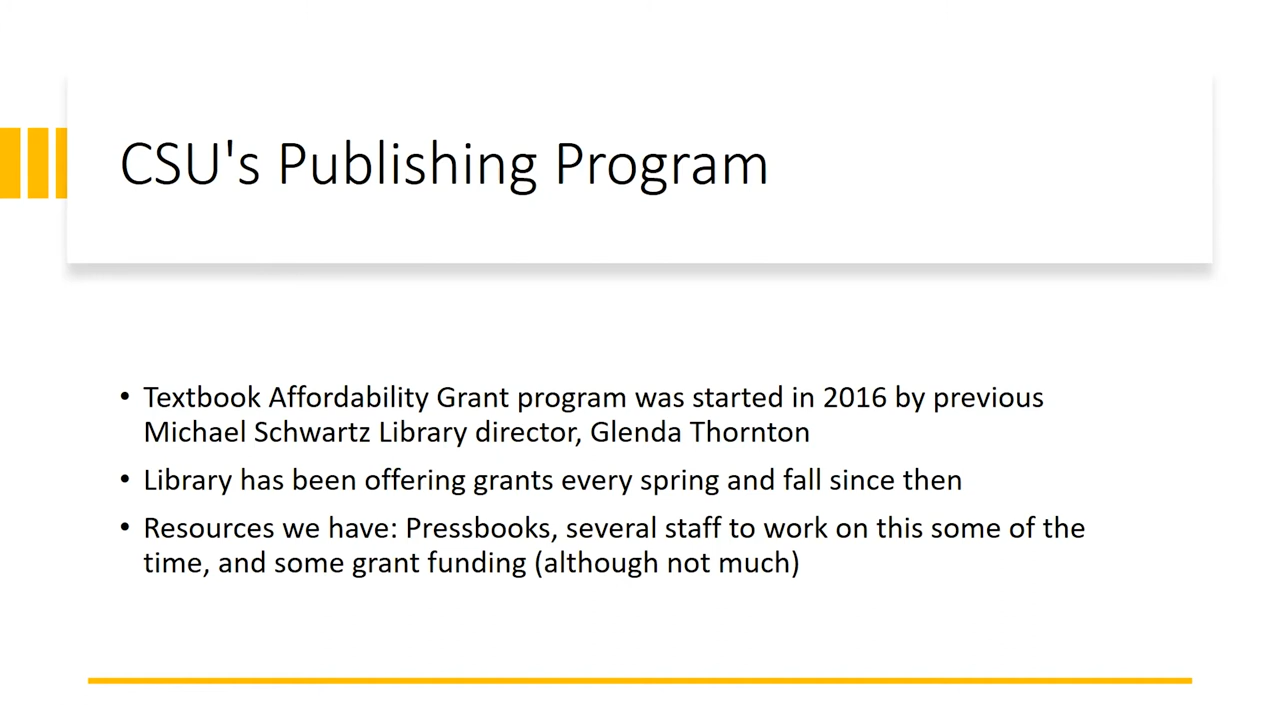 CSU's Publishing Program
• Textbook Affordability Grant program was started in 2016 by previous
Michael Schwartz Library director, Glenda Thornton
• Library has been offering grants every spring and fall since then
• Resources we have: Pressbooks, several staff to work on this some of the
time, and some grant funding (although not much)